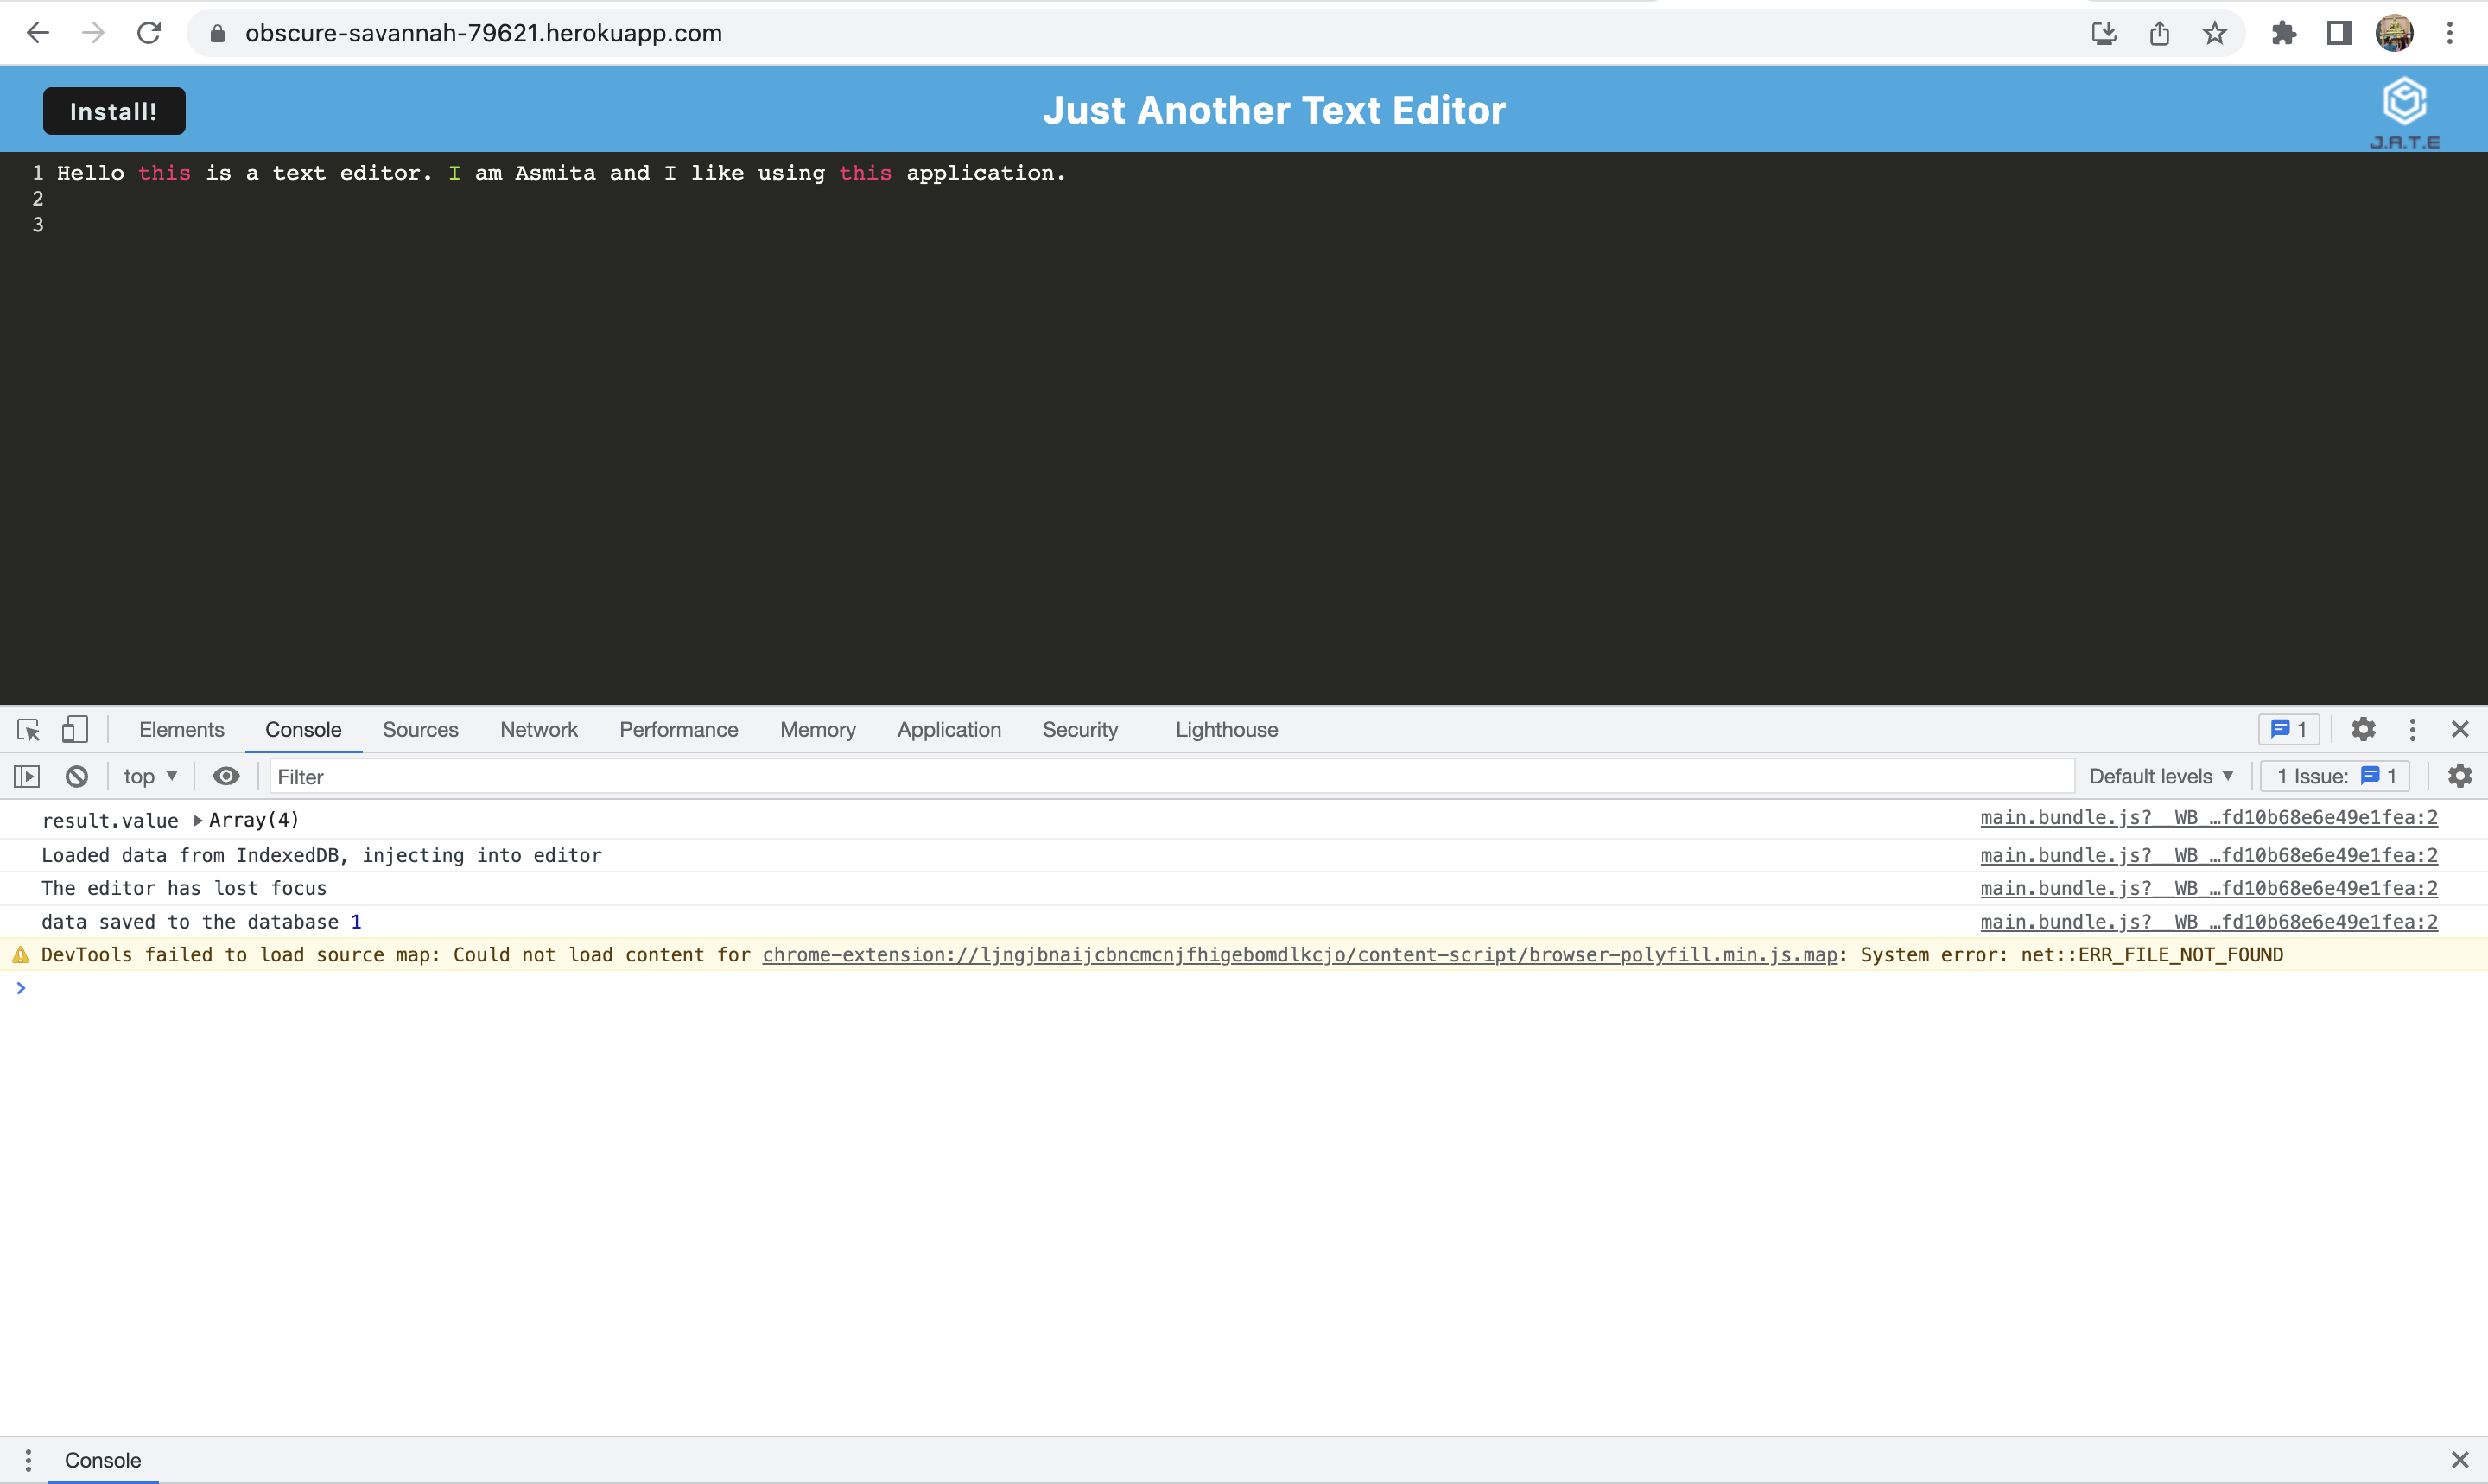 obscure-savannah-79621.herokuapp.com
Install!
Just Another Text Editor
J.A.T.E
1 Hello this is a text editor. I am Asmita and I like using this application.
2
3
Elements Console Sources Network Performance Memory Application Security Lighthouse 1
top Filter Default levels 1 Issue: 1
result.value Array(4) main.bundle.js?__WB_…fd10b68e6e49e1fea:2
Loaded data from IndexedDB, injecting into editor main.bundle.js?__WB_…fd10b68e6e49e1fea:2
The editor has lost focus main.bundle.js?__WB_…fd10b68e6e49e1fea:2
data saved to the database 1 main.bundle.js?__WB_…fd10b68e6e49e1fea:2
DevTools failed to load source map: Could not load content for chrome-extension://ljngjbnaijcbncmcnjfhigebomdlkcjo/content-script/browser-polyfill.min.js.map: System error: net::ERR_FILE_NOT_FOUND
Console